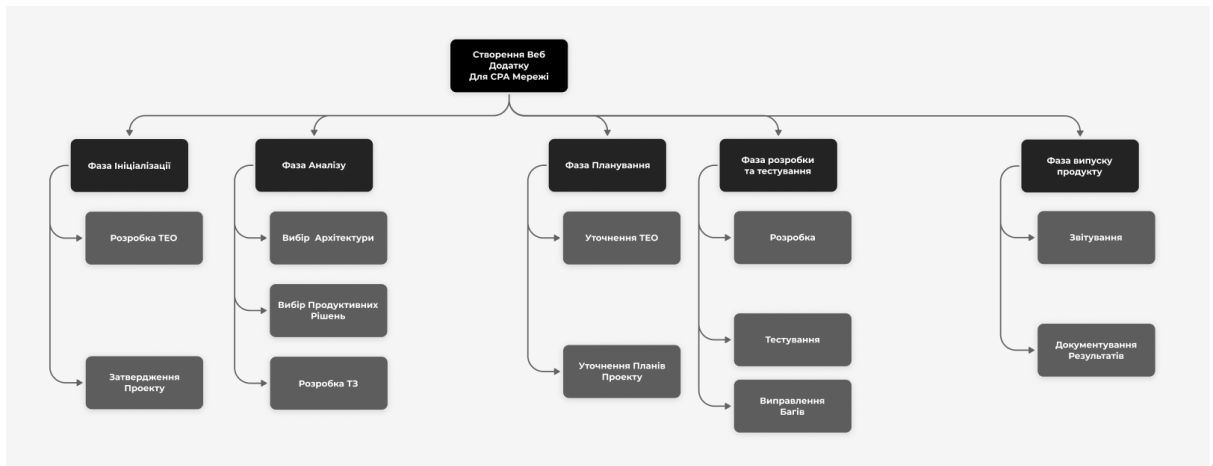 Створення Веб
Додатку
Для CPA Мережі
Фаза Ініціалізації
Розробка ТЕО
Затвердження
Проекту
Фаза Аналізу
Вибір Архітектури
Вибір Продуктивних
Рішень
Розробка ТЗ
Фаза Планування
Уточнення ТЕО
Уточнення Планів
Проекту
Фаза розробки
та тестування
Розробка
Тестування
Виправлення
Багів
Фаза випуску
продукту
Звітування
Документування
Результатів